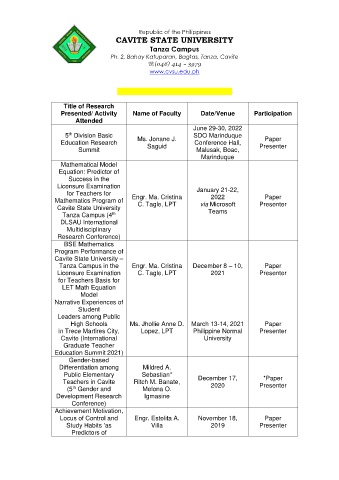 Republic of the Philippines
CAVITE STATE UNIVERSITY
Tanza Campus
Ph. 2, Bahay Katuparan, Bagtas, Tanza, Cavite
☏ (046) 414 – 3979
www.cvsu.edu.ph
Title of Research Presented/ Activity Attended
Name of Faculty
Date/Venue
Participation
5th Division Basic
Education Research
Summit
Ms. Jonane J.
Saguid
June 29-30, 2022
SDO Marinduque
Conference Hall,
Malusak, Boac,
Marinduque
Paper
Presenter
Mathematical Model
Equation: Predictor of
Success in the
Licensure Examination
for Teachers for
Mathematics Program of
Cavite State University
Tanza Campus (4th
DLSAU International
Multidisciplinary
Research Conference)
Engr. Ma. Cristina
C. Tagle, LPT
January 21-22,
2022
via Microsoft
Teams
Paper
Presenter
BSE Mathematics
Program Performance of
Cavite State University –
Tanza Campus in the
Licensure Examination
for Teachers Basis for
LET Math Equation
Model
Engr. Ma. Cristina
C. Tagle, LPT
December 8 – 10,
2021
Paper
Presenter
Narrative Experiences of
Student
Leaders among Public
High Schools
in Trece Martires City,
Cavite (International
Graduate Teacher
Education Summit 2021)
Ms. Jhollie Anne D.
Lopez, LPT
March 13-14, 2021
Philippine Normal
University
Paper
Presenter
Gender-based
Differentiation among
Public Elementary
Teachers in Cavite
(5th Gender and
Development Research
Conference)
Mildred A.
Sebastian*
Ritch M. Banate,
Melona O.
Igmasine
December 17,
2020
*Paper
Presenter
Achievement Motivation,
Locus of Control and
Study Habits 'as
Predictors of
Engr. Estelita A.
Villa
November 18,
2019
Paper
Presenter